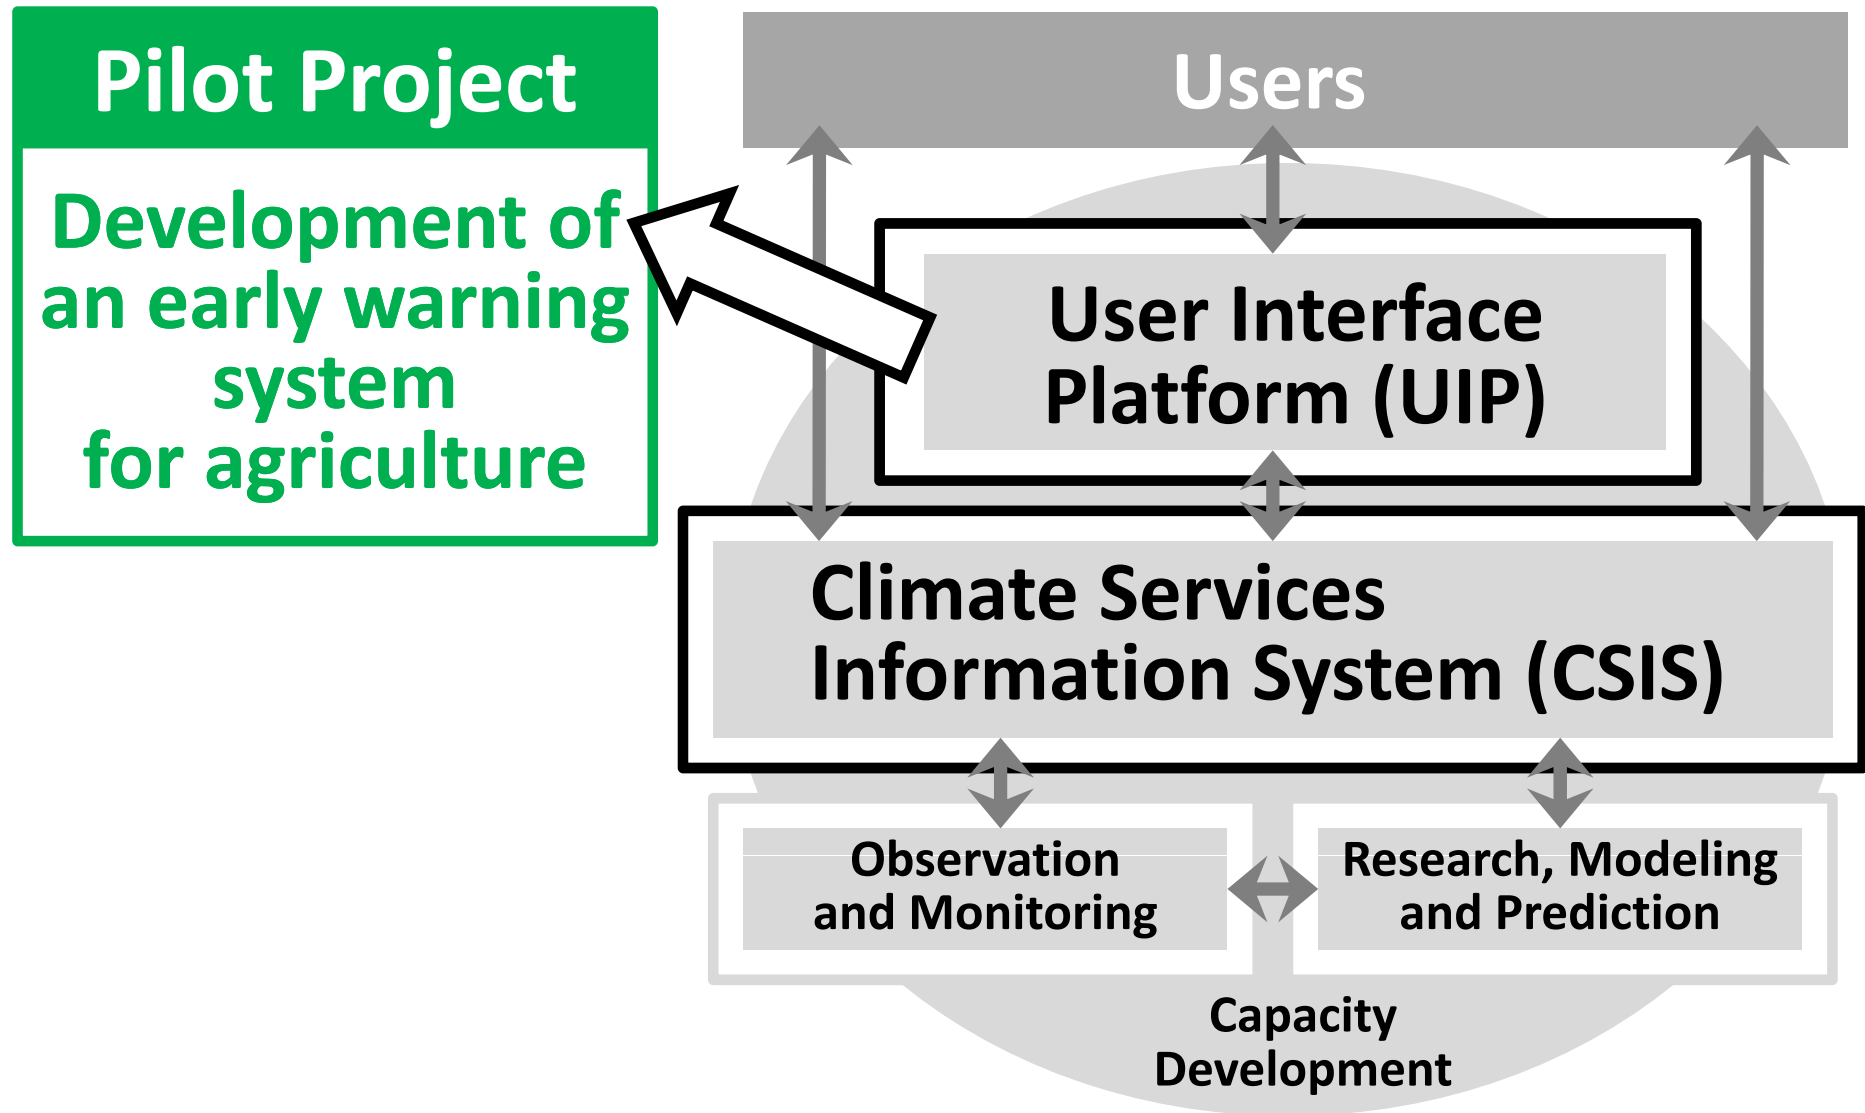 Pilot Project
Development of
an early warning
system
for agriculture
Users
User Interface
Platform (UIP)
Climate Services
Information System (CSIS)
Observation
and Monitoring
Research, Modeling
and Prediction
Capacity
Development